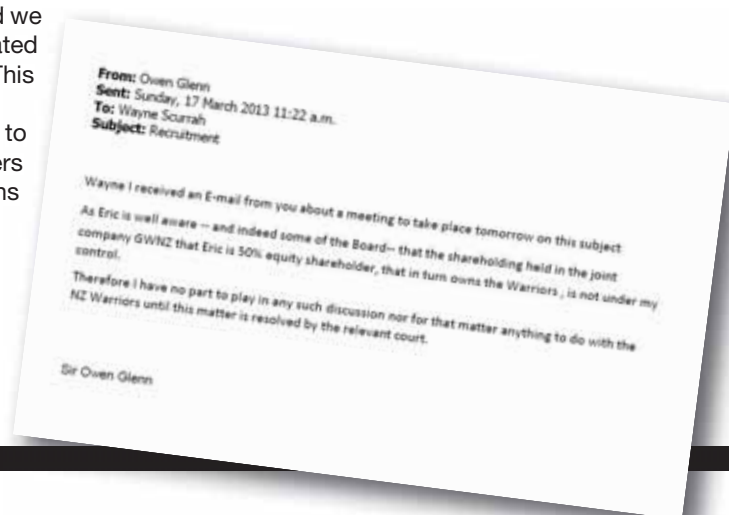 d we
ated
This
to
ers
ns
From: Owen Glenn
Sent: Sunday, 17 March 2013 11:22 a.m.
To: Wayne Scurrah
Subject: Recruitment
Wayne I received an E-mail from you about a meeting to take place tomorrow on this subject
As Eric is well aware -- and indeed some of the Board-- that the shareholding held in the joint
company GWNZ that Eric is 50% equity shareholder, that in turn owns the Warriors , is not under my
control.
Therefore I have no part to play in any such discussion nor for that matter anything to do with the
NZ Warriors until this matter is resolved by the relevant court.
Sir Owen Glenn